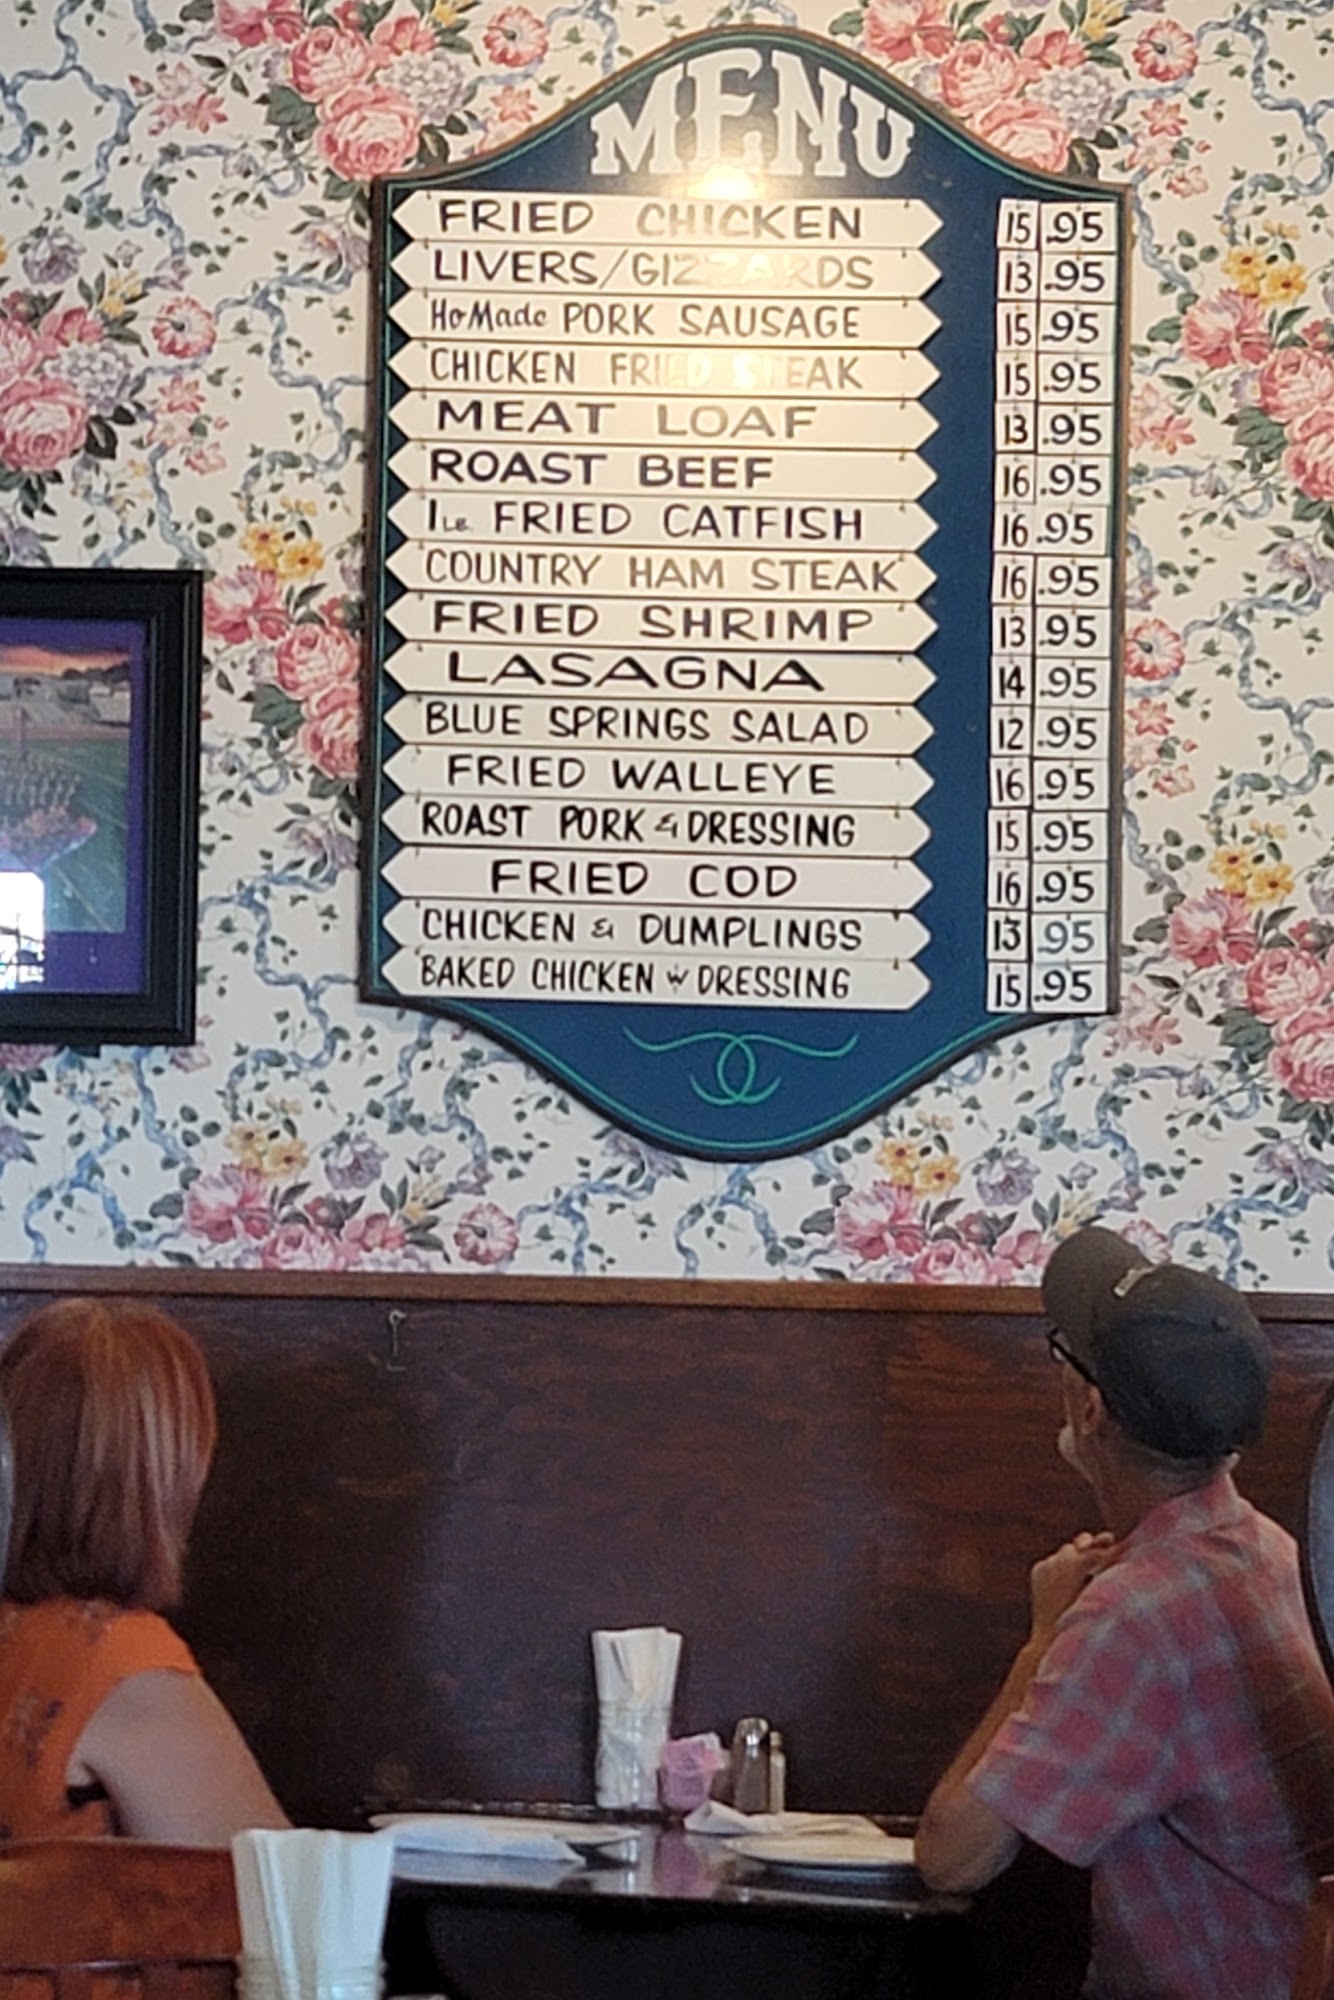 MENU
FRIED CHICKEN 15.95
LIVERS/GIZZARDS 13.95
HoMade PORK SAUSAGE 15.95
CHICKEN FRIED STEAK 15.95
MEAT LOAF 13.95
ROAST BEEF 16.95
1 LB. FRIED CATFISH 16.95
COUNTRY HAM STEAK 16.95
FRIED SHRIMP 13.95
LASAGNA 14.95
BLUE SPRINGS SALAD 12.95
FRIED WALLEYE 16.95
ROAST PORK & DRESSING 15.95
FRIED COD 16.95
CHICKEN & DUMPLINGS 13.95
BAKED CHICKEN W DRESSING 15.95